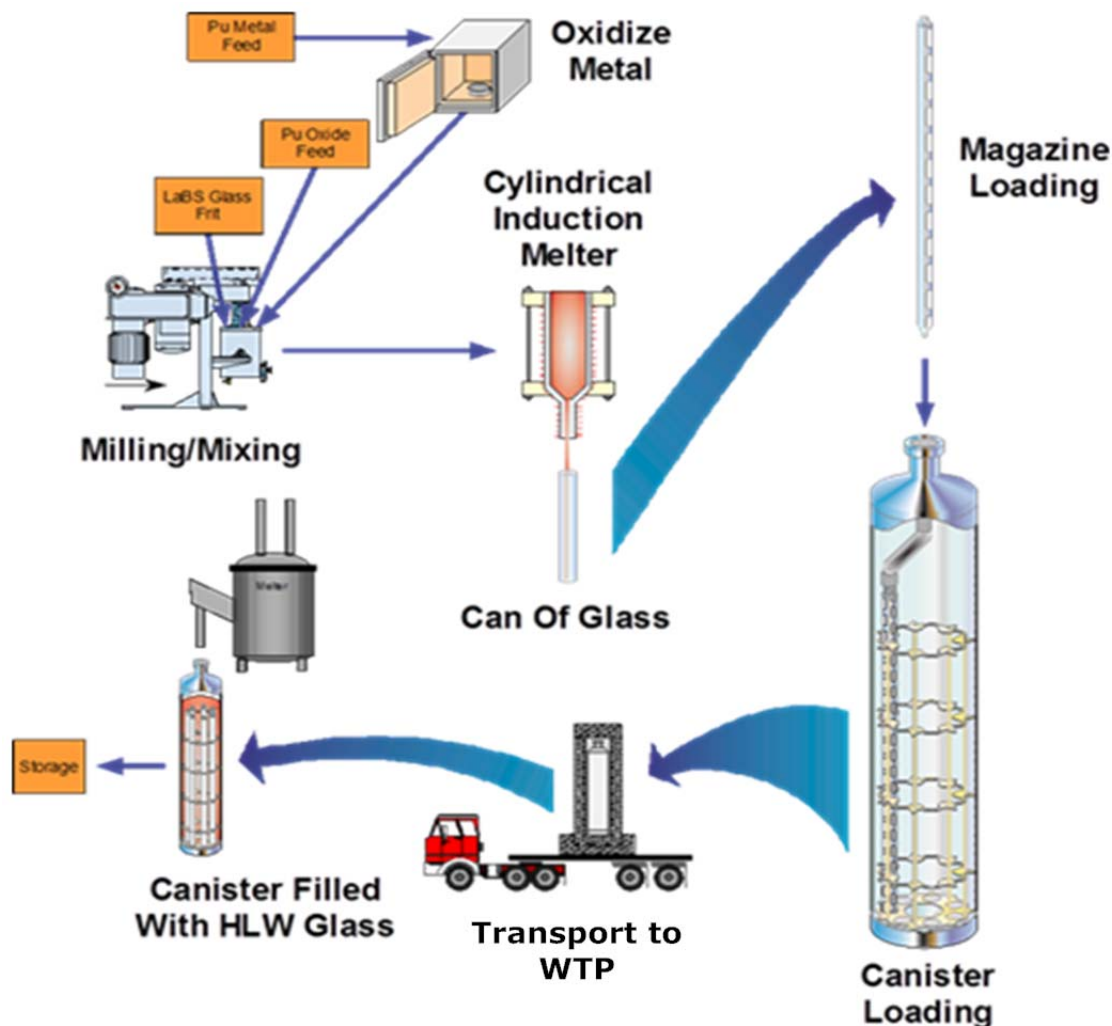 Pu Metal
Feed
Oxidize
Metal
Pu Oxide
Feed
LaBS Glass
Frit
Cylindrical
Induction
Melter
Magazine
Loading
Milling/Mixing
Can Of Glass
Melter
Storage
Canister Filled
With HLW Glass
Transport to
WTP
Canister
Loading